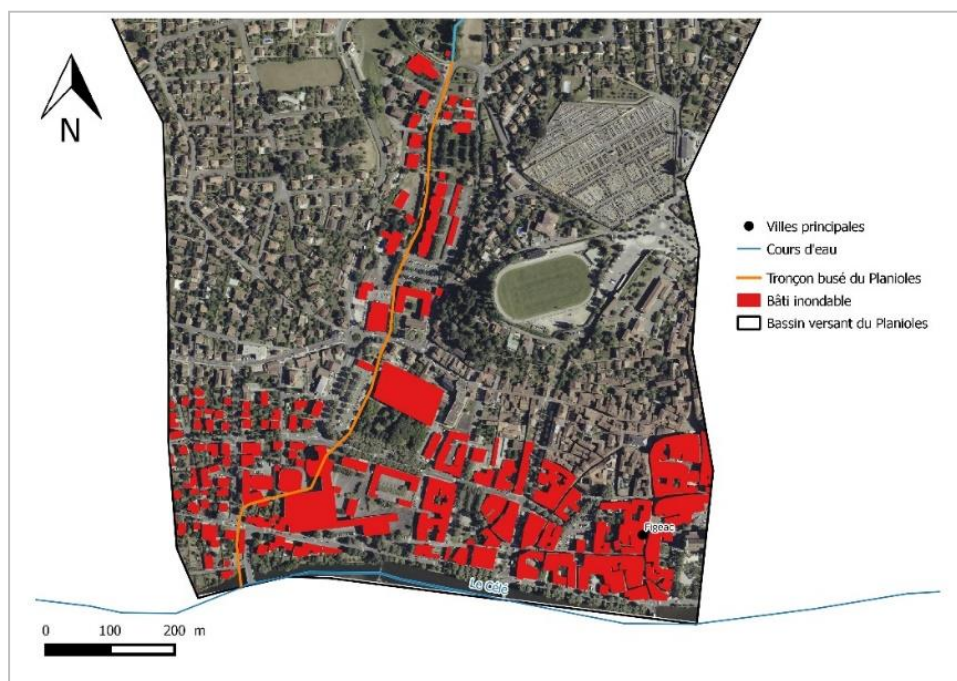 N
Villes principales
Cours d'eau
Tronçon busé du Planioles
Bâti inondable
Bassin versant du Planioles
Figeac
Le Célé
0 100 200 m